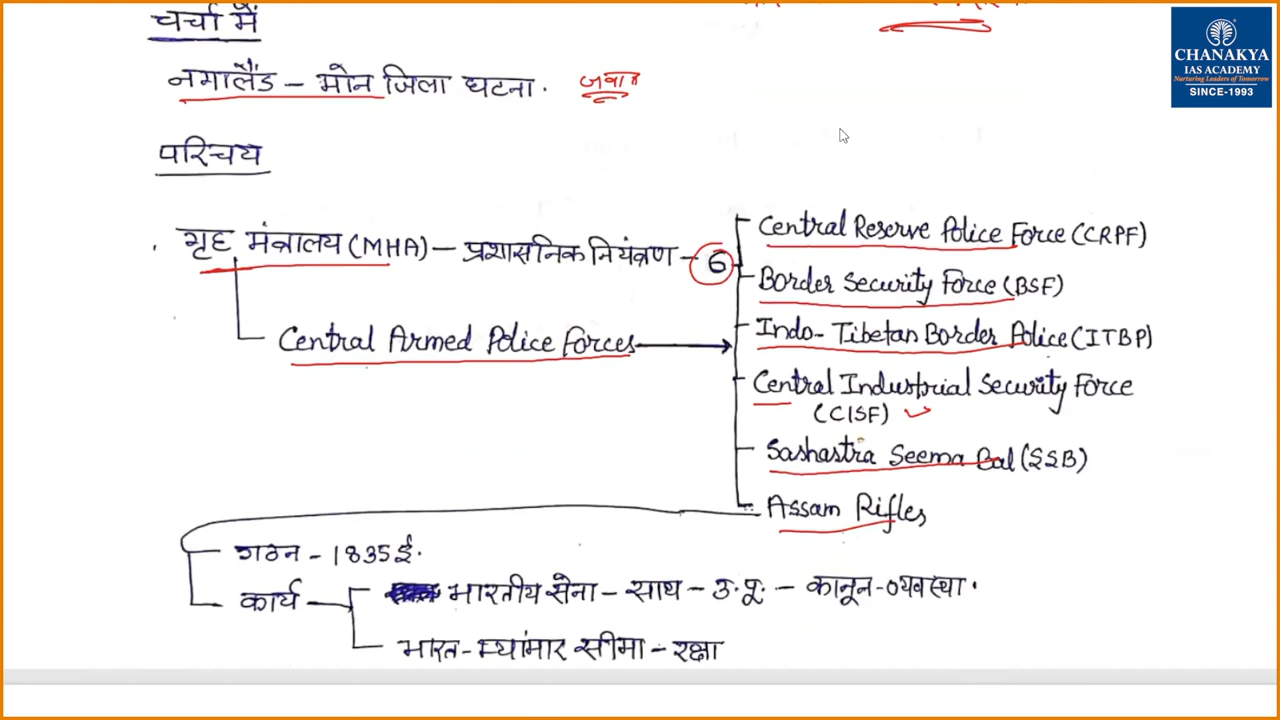 चर्चा में
नगालैंड – मोन जिला घटना. जवान
परिचय
गृह मंत्रालय (MHA) – प्रशासनिक नियंत्रण – 6
Central Reserve Police Force (CRPF)
Border Security Force (BSF)
Indo-Tibetan Border Police (ITBP)
Central Armed Police Forces
Central Industrial Security Force
(CISF)
Sashastra Seema Bal (SSB)
Assam Rifles
गठन – 1835 ई.
कार्य
भारतीय सेना – साथ – उ.पू. – कानून-व्यवस्था.
भारत-म्यांमार सीमा – रक्षा
CHANAKYA
IAS ACADEMY
Nurturing Leaders of Tomorrow
SINCE-1993